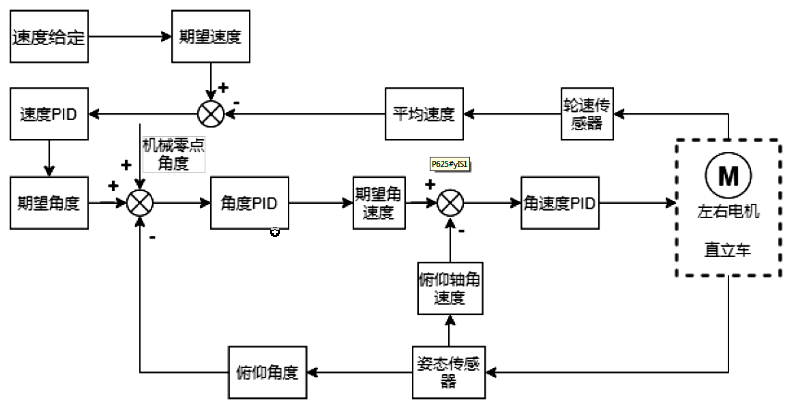 速度给定
期望速度
+
-
速度PID
平均速度
轮速传
感器
机械零点
角度
+
P625#yIS1
M
左右电机
直立车
期望角度
+
-
角度PID
期望角
速度
+
-
角速度PID
俯仰轴角
速度
俯仰角度
姿态传感
器